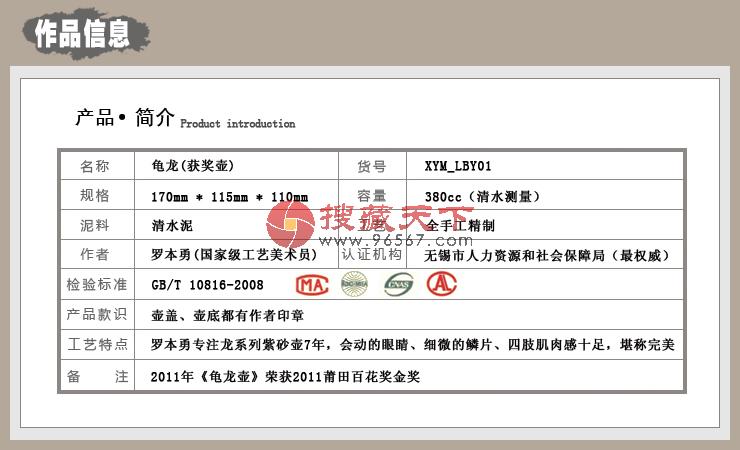 作品信息
产品•简介 Product introduction
名称 龟龙(获奖壶) 货号 XYM_LBY01
规格 170mm * 115mm * 110mm 容量 380cc（清水测量）
泥料 清水泥 全手工精制
搜藏天下
www.96567.com
作者 罗本勇(国家级工艺美术员) 认证机构 无锡市人力资源和社会保障局（最权威）
检验标准 GB/T 10816-2008 MA CNAS AL
产品款识 壶盖、壶底都有作者印章
工艺特点 罗本勇专注龙系列紫砂壶7年，会动的眼睛、细微的鳞片、四肢肌肉感十足，堪称完美
备 注 2011年《龟龙壶》荣获2011莆田百花奖金奖